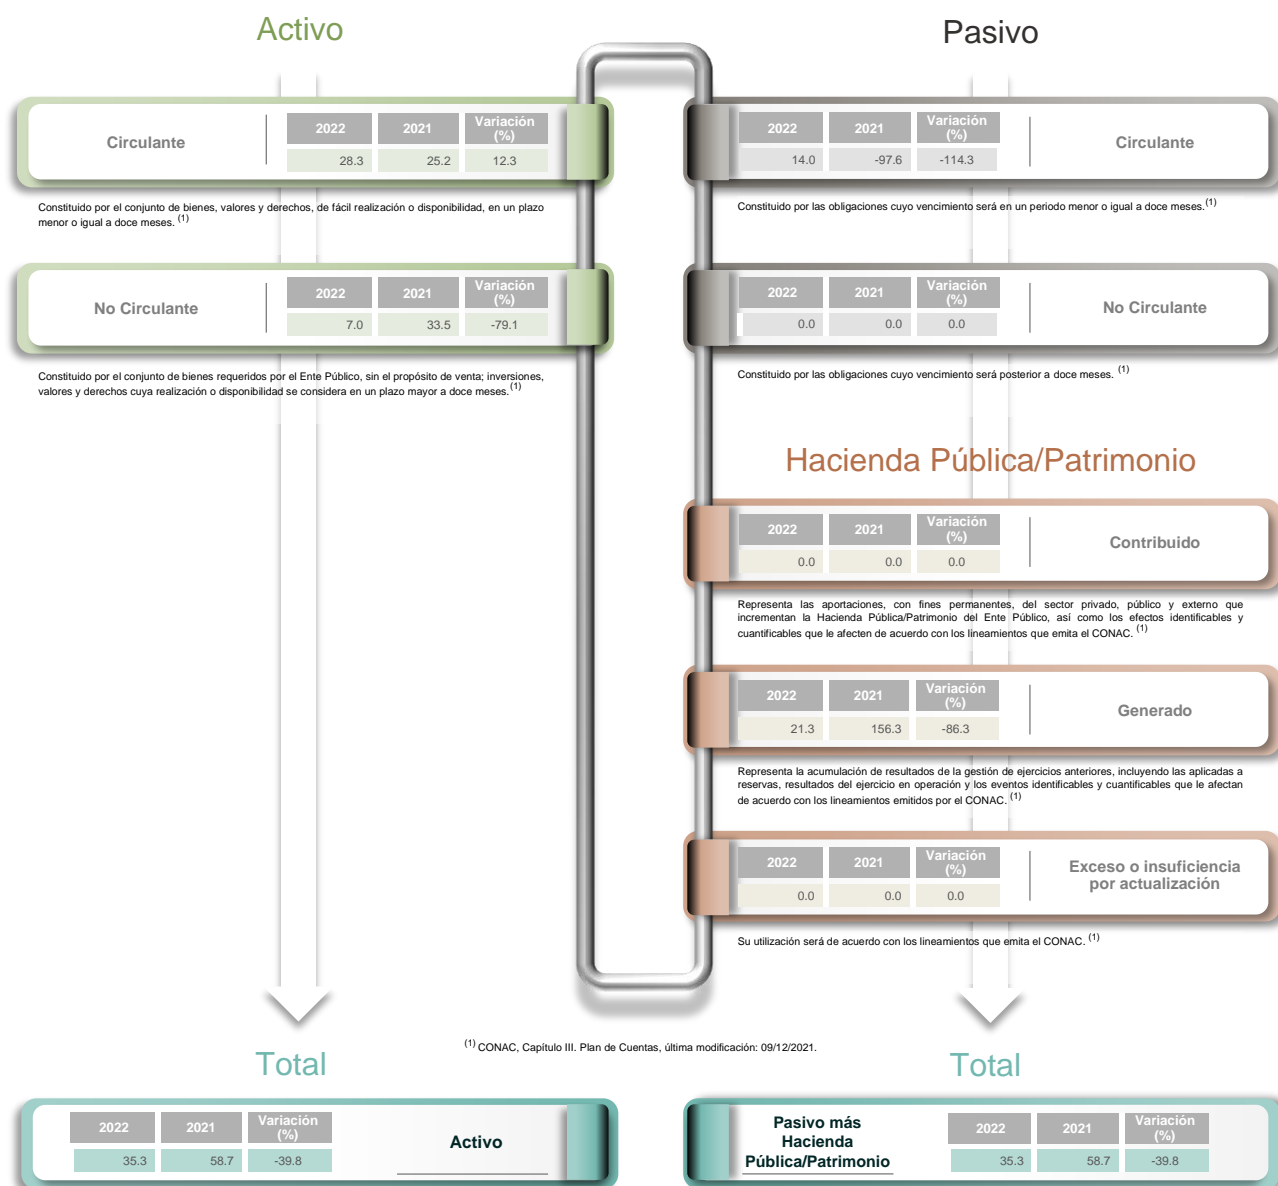 Activo
Circulante
2022 2021 Variación (%)
28.3 25.2 12.3
Constituido por el conjunto de bienes, valores y derechos, de fácil realización o disponibilidad, en un plazo
menor o igual a doce meses. (1)
No Circulante
2022 2021 Variación (%)
7.0 33.5 -79.1
Constituido por el conjunto de bienes requeridos por el Ente Público, sin el propósito de venta; inversiones,
valores y derechos cuya realización o disponibilidad se considera en un plazo mayor a doce meses. (1)
Pasivo
2022 2021 Variación (%)
14.0 -97.6 -114.3
Circulante
Constituido por las obligaciones cuyo vencimiento será en un periodo menor o igual a doce meses. (1)
2022 2021 Variación (%)
0.0 0.0 0.0
No Circulante
Constituido por las obligaciones cuyo vencimiento será posterior a doce meses. (1)
Hacienda Pública/Patrimonio
2022 2021 Variación (%)
0.0 0.0 0.0
Contribuido
Representa las aportaciones, con fines permanentes, del sector privado, público y externo que
incrementan la Hacienda Pública/Patrimonio del Ente Público, así como los efectos identificables y
cuantificables que le afecten de acuerdo con los lineamientos que emita el CONAC. (1)
2022 2021 Variación (%)
21.3 156.3 -86.3
Generado
Representa la acumulación de resultados de la gestión de ejercicios anteriores, incluyendo las aplicadas a
reservas, resultados del ejercicio en operación y los eventos identificables y cuantificables que le afectan
de acuerdo con los lineamientos emitidos por el CONAC. (1)
2022 2021 Variación (%)
0.0 0.0 0.0
Exceso o insuficiencia
por actualización
Su utilización será de acuerdo con los lineamientos que emita el CONAC. (1)
(1) CONAC, Capítulo III. Plan de Cuentas, última modificación: 09/12/2021.
Total
2022 2021 Variación (%)
35.3 58.7 -39.8
Activo
Total
Pasivo más
Hacienda
Pública/Patrimonio
2022 2021 Variación (%)
35.3 58.7 -39.8